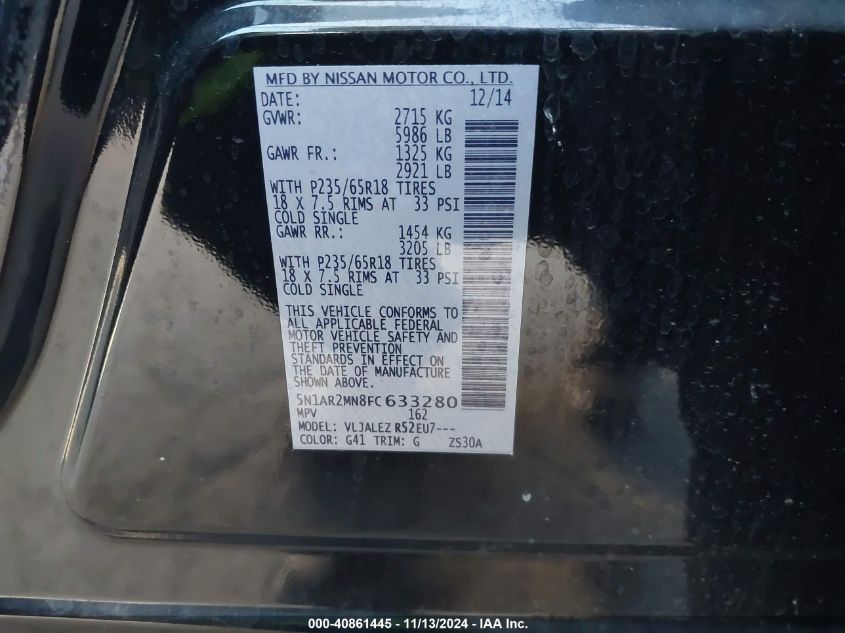 MFD BY NISSAN MOTOR CO., LTD.
DATE: 12/14
GVWR: 2715 KG
5986 LB
GAWR FR.: 1325 KG
2921 LB
WITH P235/65R18 TIRES
18 X 7.5 RIMS AT 33 PSI
COLD SINGLE
GAWR RR.: 1454 KG
3205 LB
WITH P235/65R18 TIRES
18 X 7.5 RIMS AT 33 PSI
COLD SINGLE
THIS VEHICLE CONFORMS TO
ALL APPLICABLE FEDERAL
MOTOR VEHICLE SAFETY AND
THEFT PREVENTION
STANDARDS IN EFFECT ON
THE DATE OF MANUFACTURE
SHOWN ABOVE.
5N1AR2MN8FC633280
MPV 162
MODEL: VLJALEZ R52EU7---
COLOR: G41 TRIM: G ZS30A
000-40861445 - 11/13/2024 - IAA Inc.